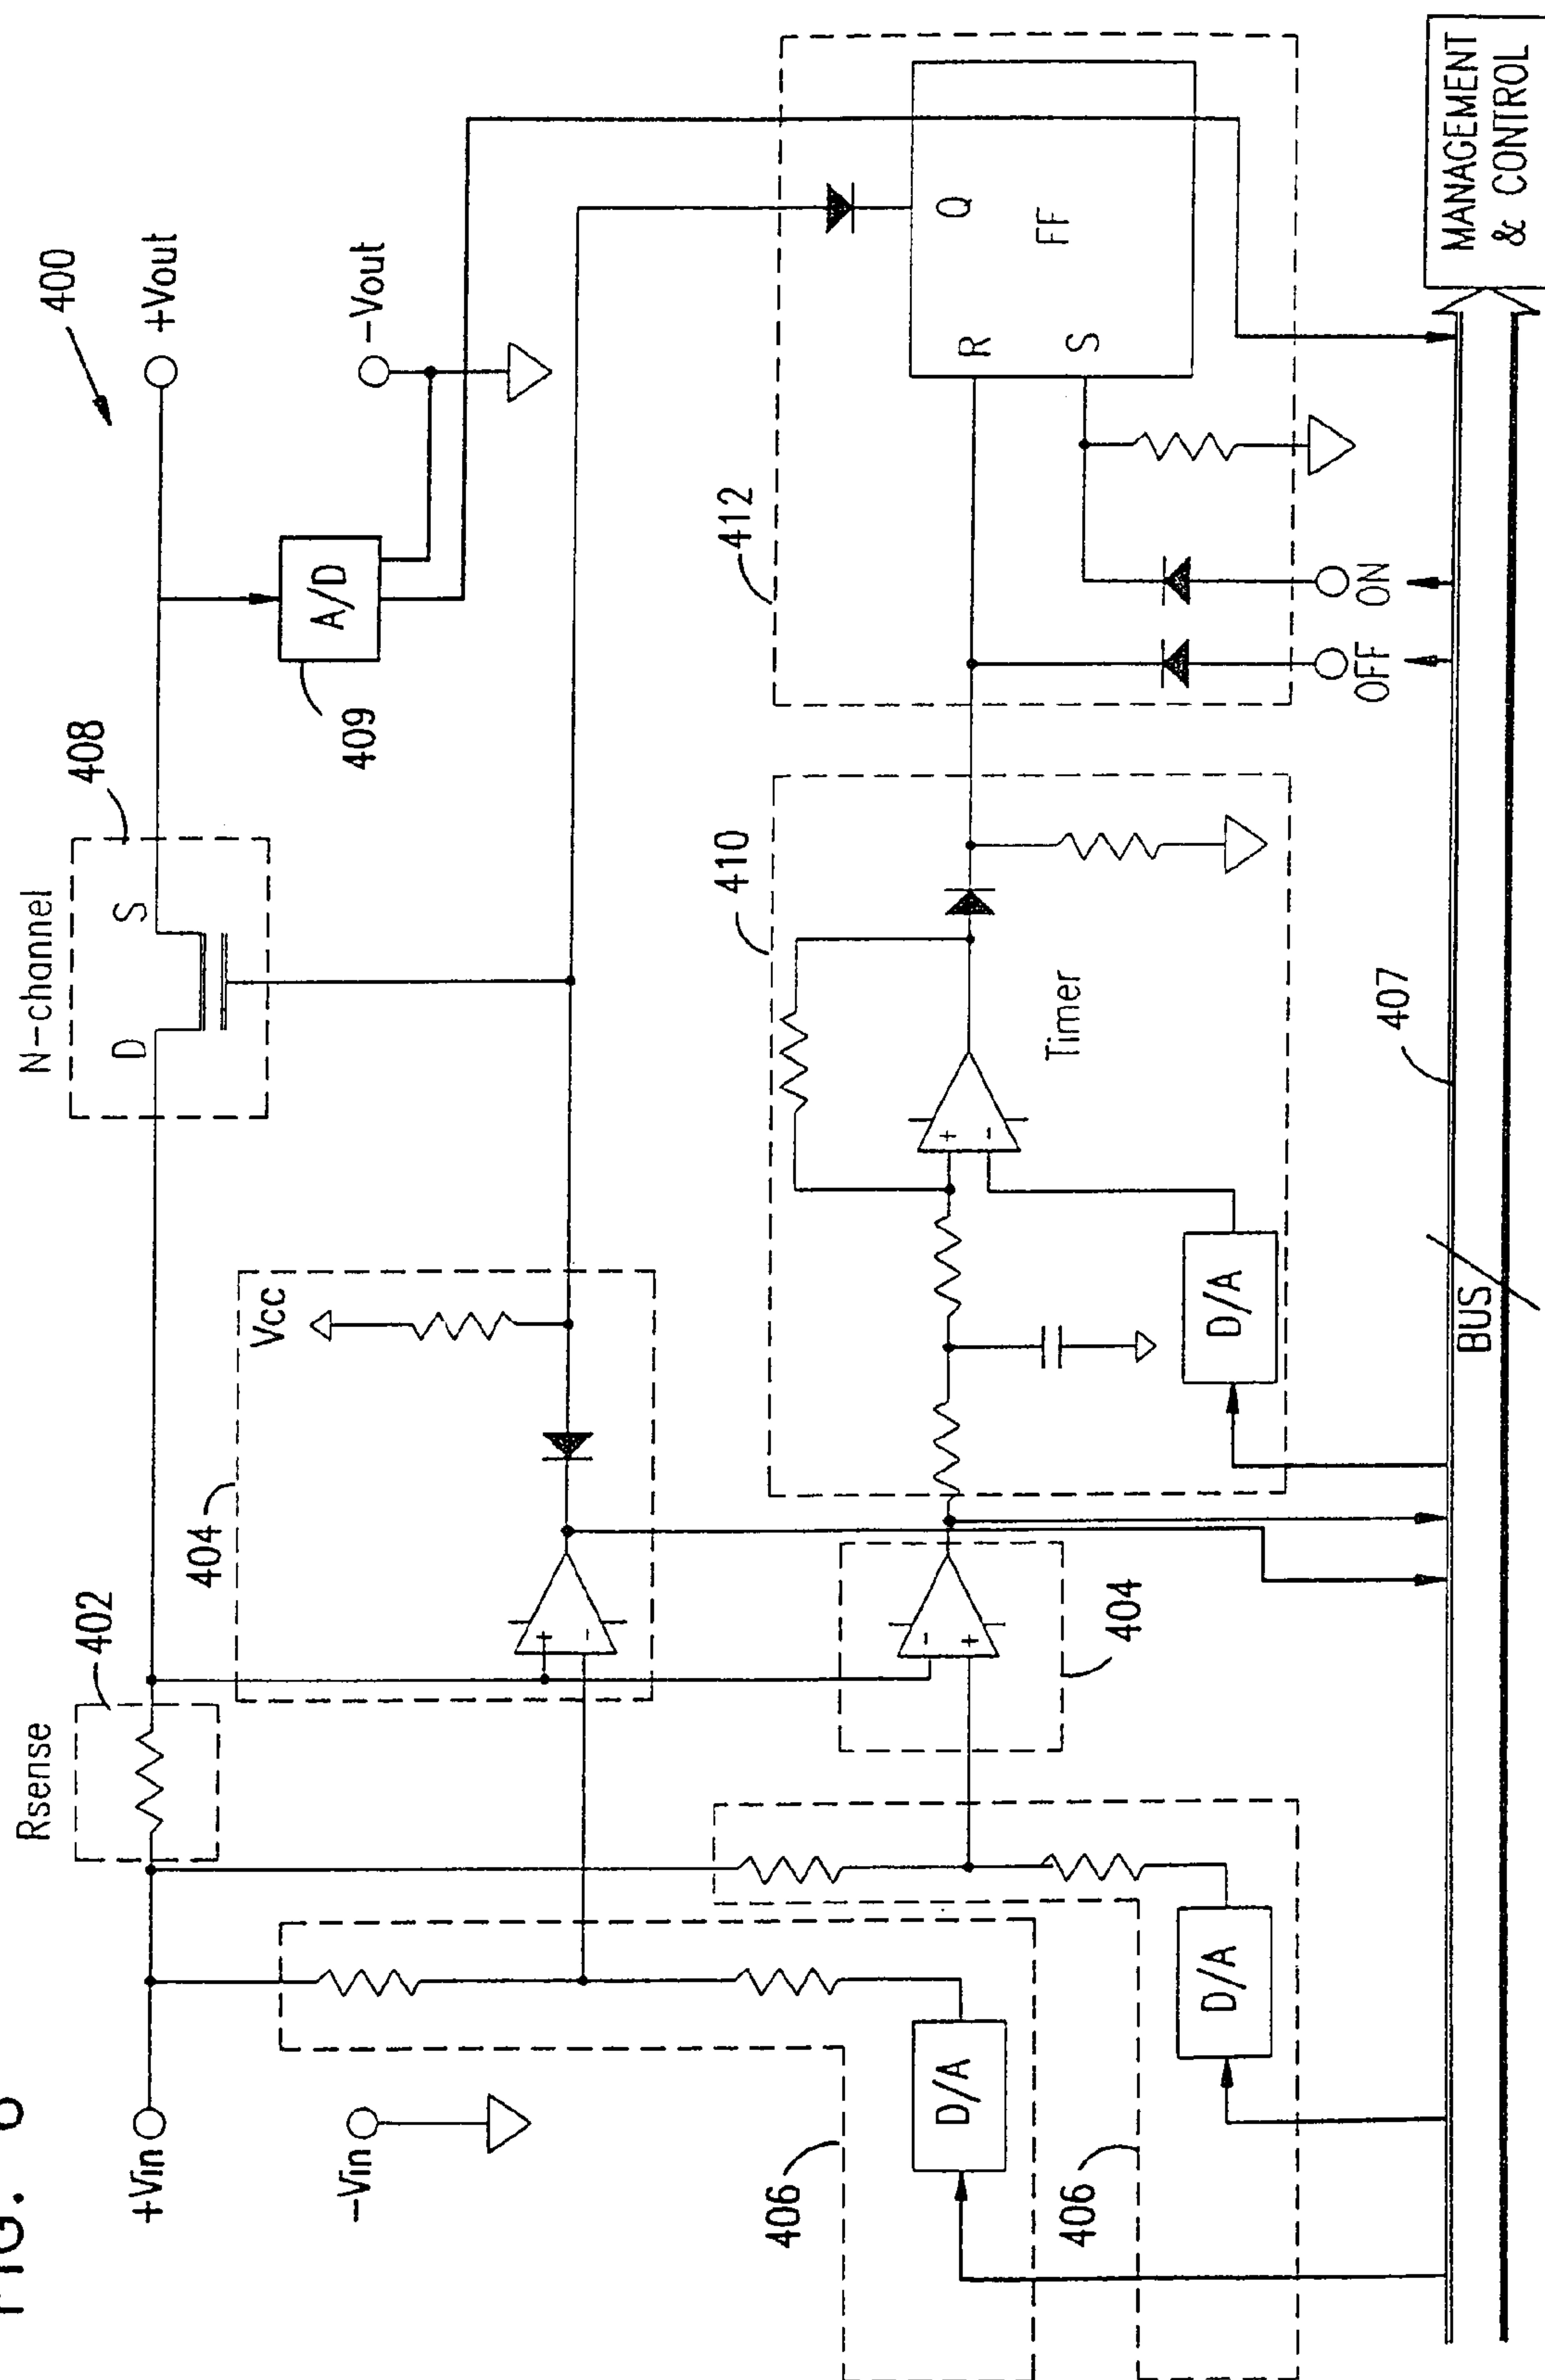 FIG. 8
400
Rsense
402
N-channel
408
D
S
+Vin
+Vout
-Vin
-Vout
A/D
409
404
Vcc
+
-
406
D/A
406
D/A
-
+
404
410
+
-
Timer
D/A
412
Q
FF
R
S
OFF
ON
407
BUS
MANAGEMENT
& CONTROL